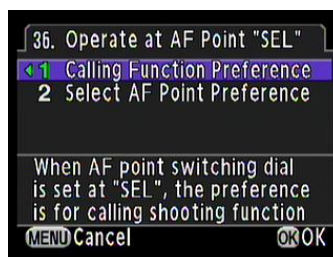 36. Operate at AF Point "SEL"
1 Calling Function Preference
2 Select AF Point Preference
When AF point switching dial
is set at "SEL", the preference
is for calling shooting function
MENU Cancel OK OK